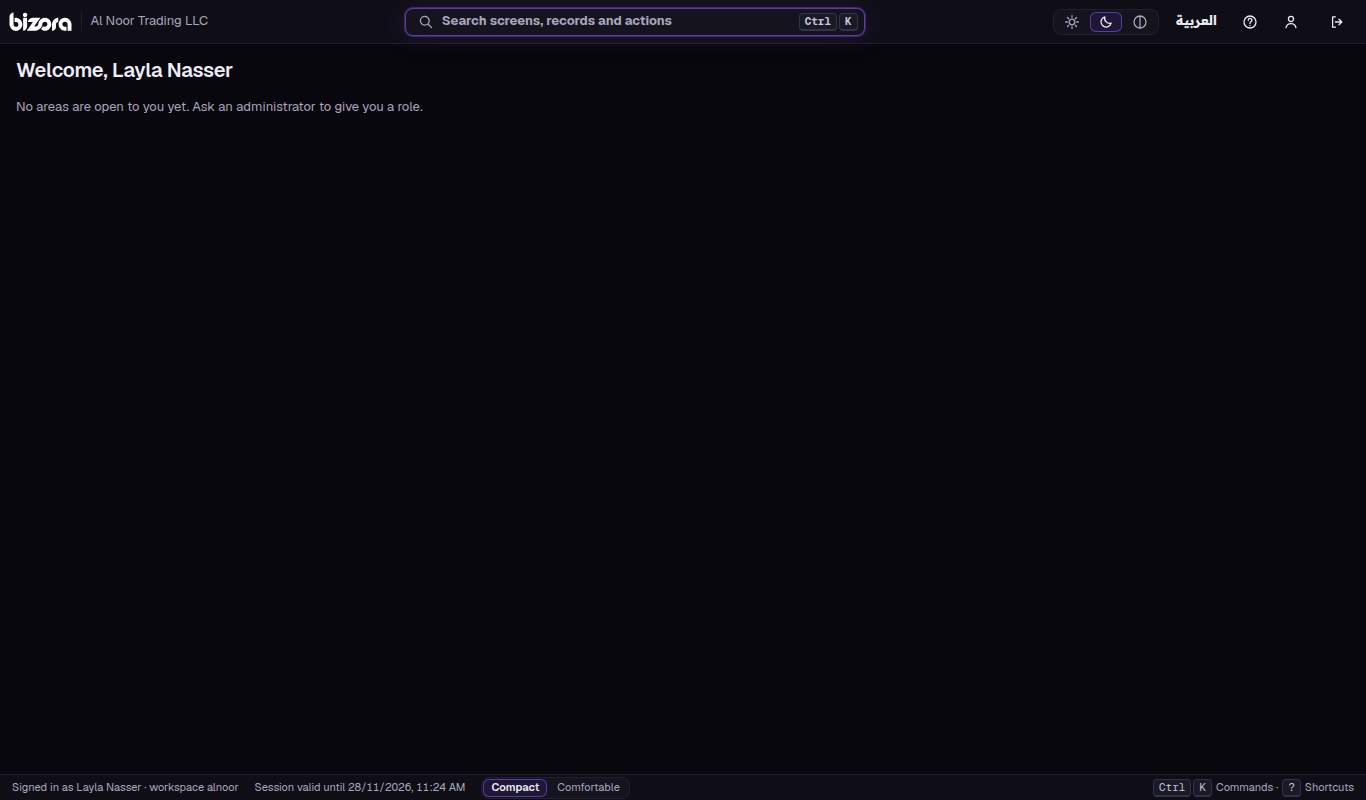 bizora
Al Noor Trading LLC
Search screens, records and actions
Ctrl K
العربية
Welcome, Layla Nasser
No areas are open to you yet. Ask an administrator to give you a role.
Signed in as Layla Nasser · workspace alnoor
Session valid until 28/11/2026, 11:24 AM
Compact
Comfortable
Ctrl K Commands · ? Shortcuts